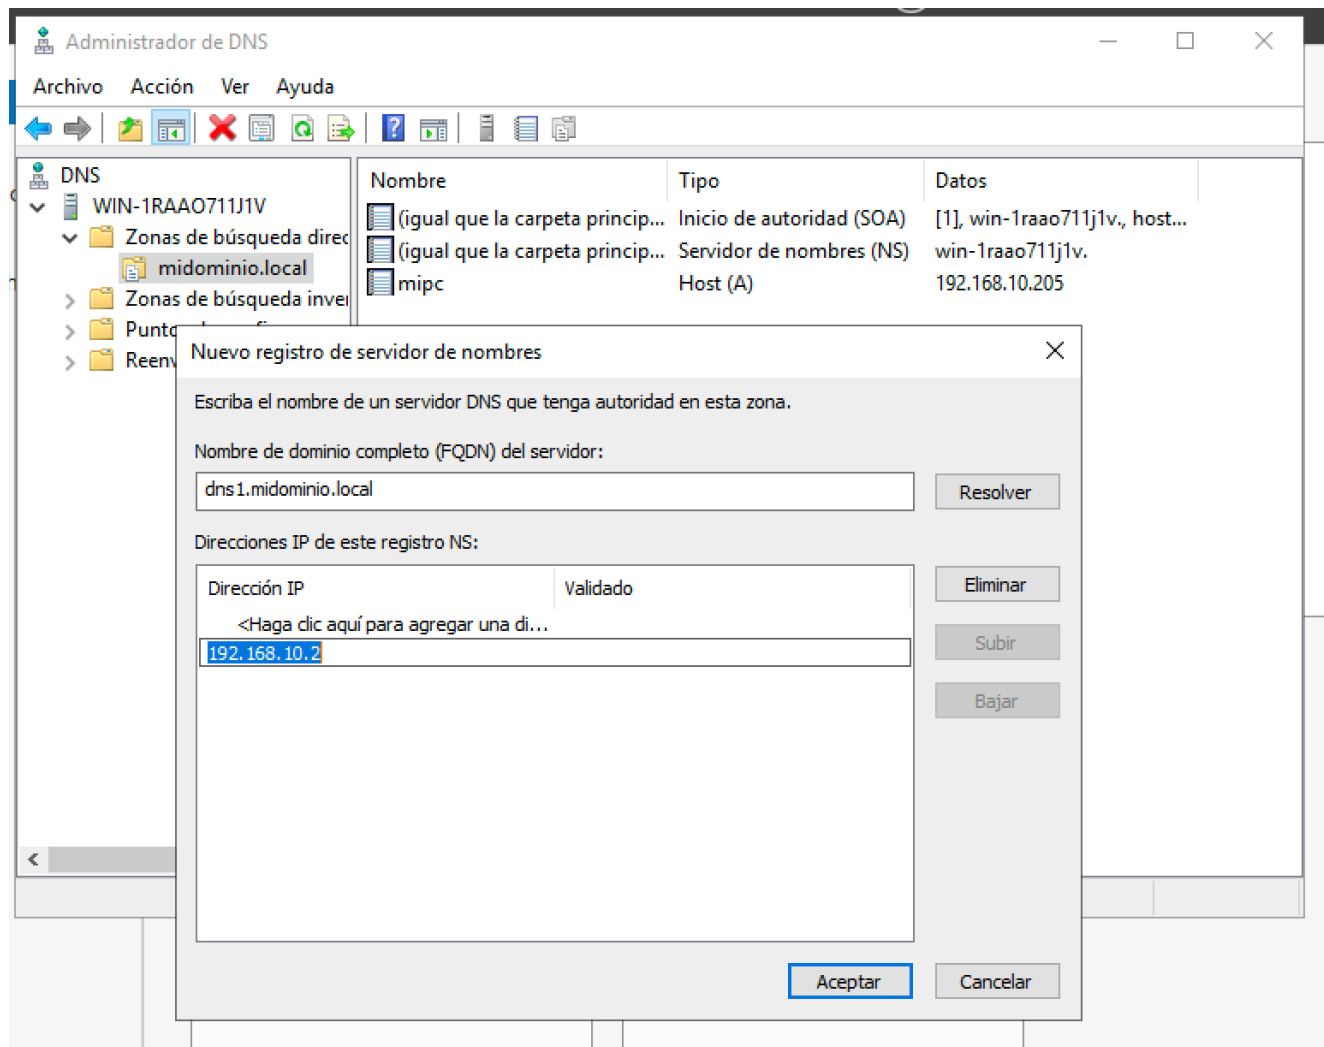 Administrador de DNS
Archivo Acción Ver Ayuda
DNS
WIN-1RAAO711J1V
Zonas de búsqueda direc
midominio.local
Zonas de búsqueda inver
Punto
Reenv
Nombre Tipo Datos
(igual que la carpeta princip... Inicio de autoridad (SOA) [1], win-1raao711j1v., host...
(igual que la carpeta princip... Servidor de nombres (NS) win-1raao711j1v.
mipc Host (A) 192.168.10.205
Nuevo registro de servidor de nombres
Escriba el nombre de un servidor DNS que tenga autoridad en esta zona.
Nombre de dominio completo (FQDN) del servidor:
dns1.midominio.local Resolver
Direcciones IP de este registro NS:
Dirección IP Validado Eliminar
<Haga clic aquí para agregar una di...
192.168.10.2 Subir
Bajar
Aceptar Cancelar